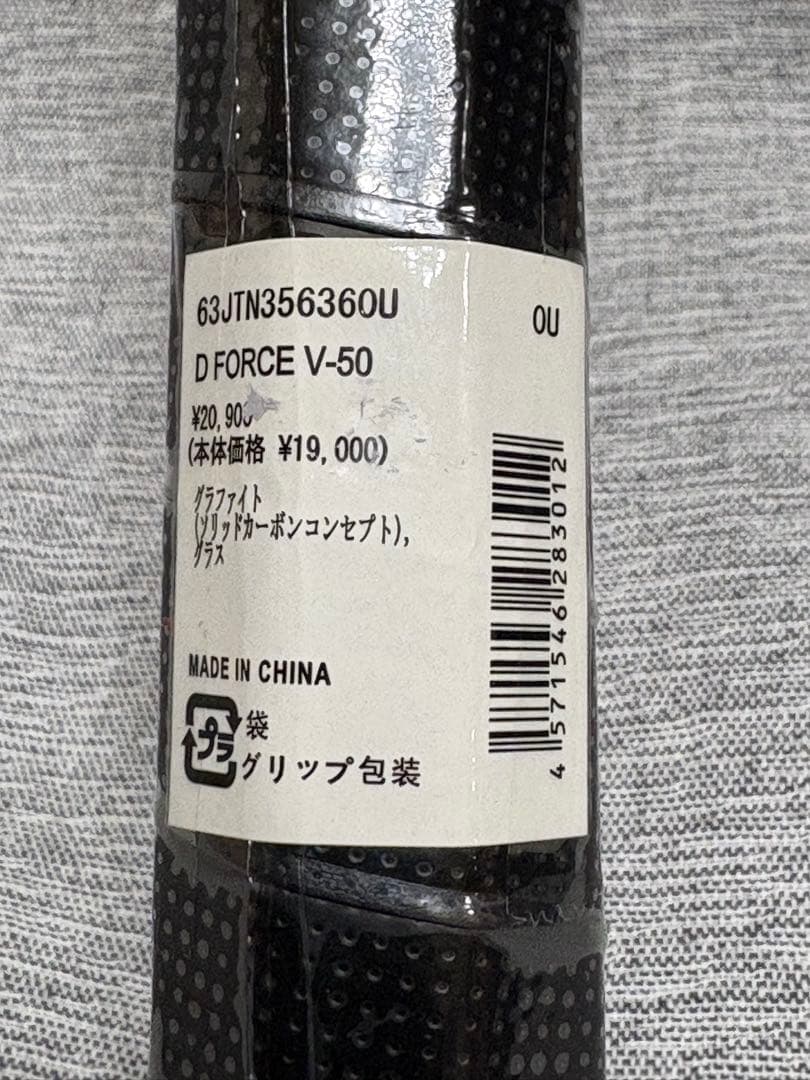 63JTN356360U
0U
D FORCE V-50
¥20,900
(本体価格 ¥19,000)
グラファイト
(ソリッドカーボンコンセプト),
グラス
MADE IN CHINA
プラ
袋
グリップ包装
4571546283012